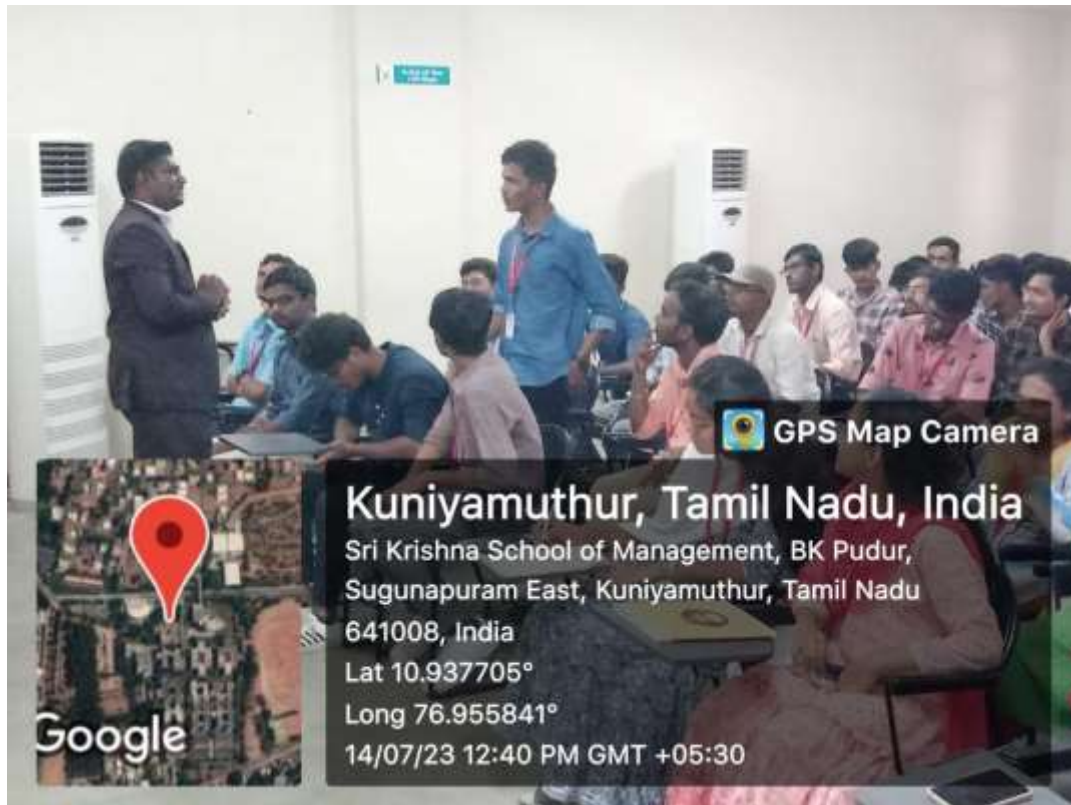 GPS Map Camera
Kuniyamuthur, Tamil Nadu, India
Sri Krishna School of Management, BK Pudur,
Sugunapuram East, Kuniyamuthur, Tamil Nadu
641008, India
Lat 10.937705°
Long 76.955841°
14/07/23 12:40 PM GMT +05:30
Google